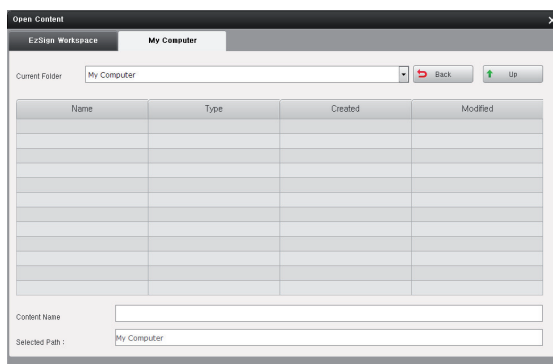 Open Content
EzSign Workspace My Computer
Current Folder My Computer Back Up
Name Type Created Modified
Content Name
Selected Path : My Computer